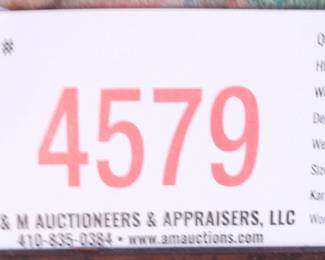 #
4579
& M AUCTIONEERS & APPRAISERS, LLC
410-835-0384 • www.amauctions.com